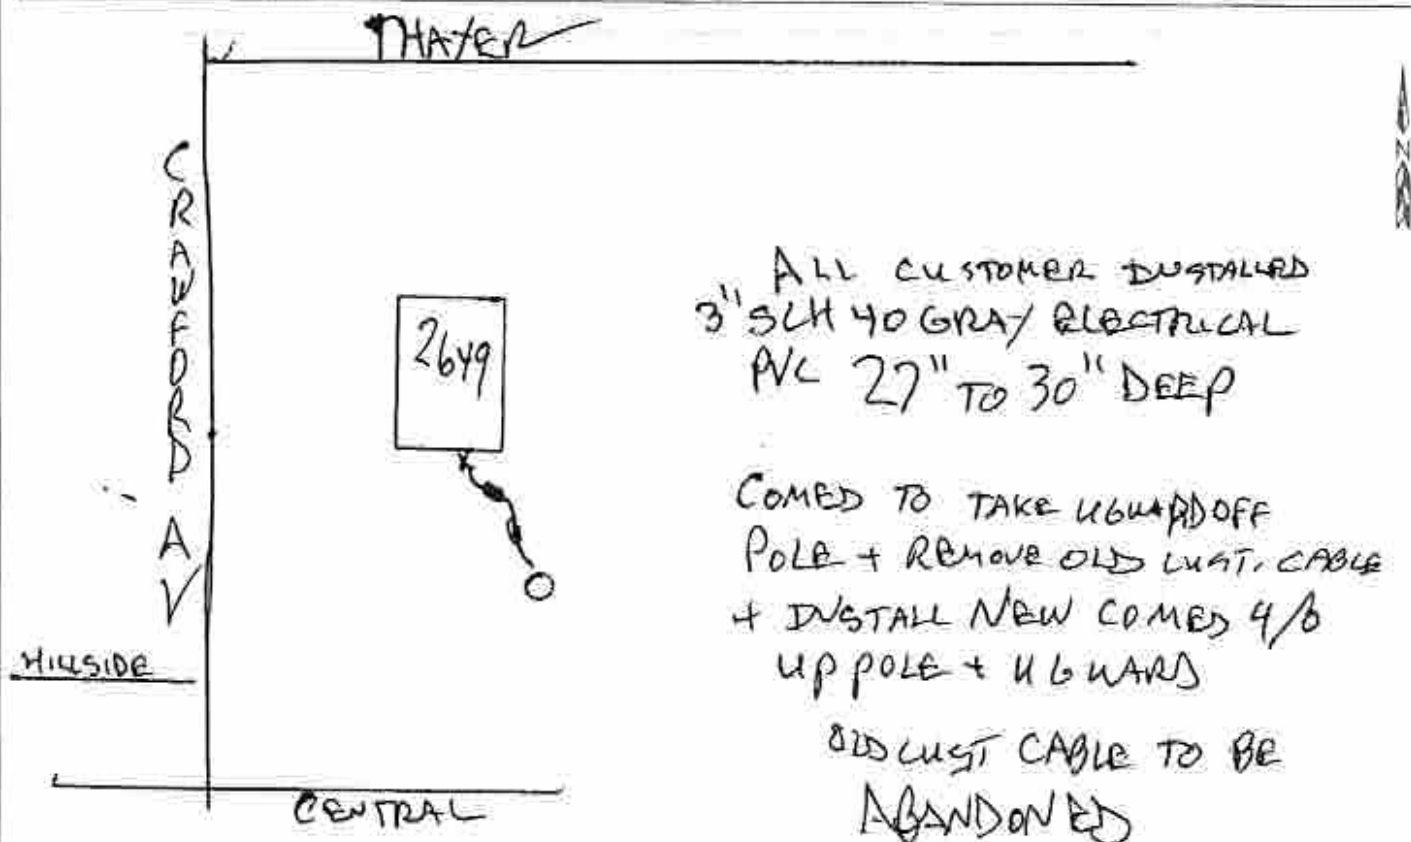 THAYER
N
CRAWFORD AV
2649
ALL CUSTOMER INSTALLED
3" SCH 40 GRAY ELECTRICAL
PVC 27" TO 30" DEEP
COMED TO TAKE UGUARD OFF
POLE + REMOVE OLD CUST. CABLE
+ INSTALL NEW COMED 4/0
UP POLE + UGUARD
OLD CUST CABLE TO BE
ABANDONED
HILLSIDE
CENTRAL